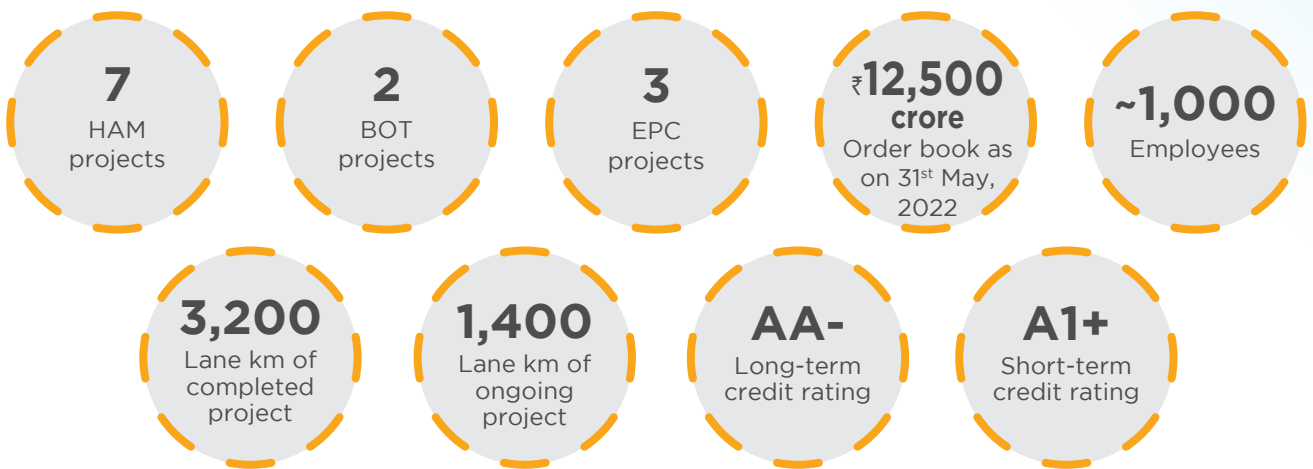 7
HAM
projects
2
BOT
projects
3
EPC
projects
₹12,500
crore
Order book as
on 31st May,
2022
~1,000
Employees
3,200
Lane km of
completed
project
1,400
Lane km of
ongoing
project
AA-
Long-term
credit rating
A1+
Short-term
credit rating